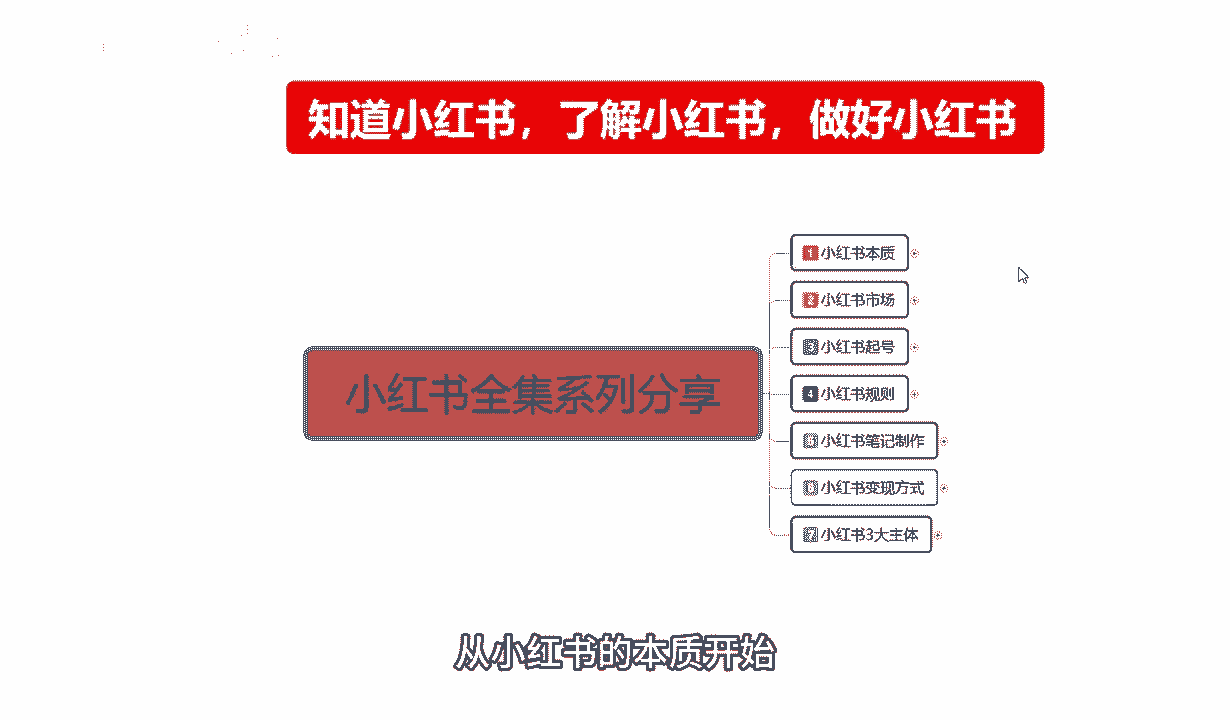 知道小红书，了解小红书，做好小红书
小红书全集系列分享
1 小红书本质
2 小红书市场
3 小红书起号
4 小红书规则
5 小红书笔记制作
6 小红书变现方式
7 小红书3大主体
从小红书的本质开始